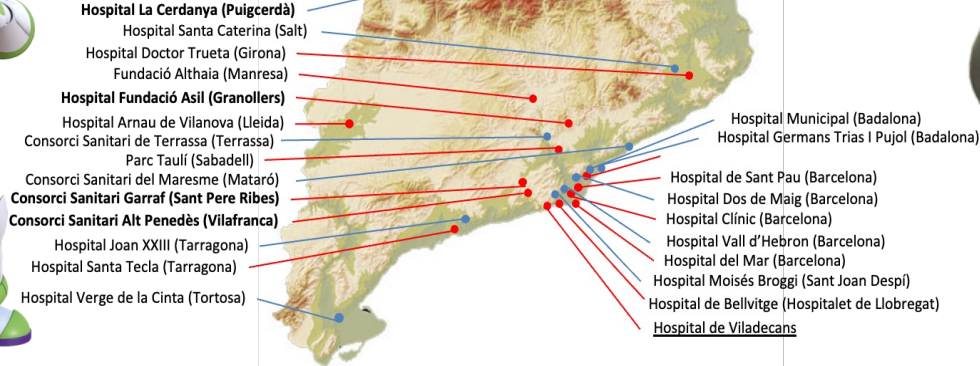 Hospital La Cerdanya (Puigcerdà)
Hospital Santa Caterina (Salt)
Hospital Doctor Trueta (Girona)
Fundació Althaia (Manresa)
Hospital Fundació Asil (Granollers)
Hospital Arnau de Vilanova (Lleida)
Consorci Sanitari de Terrassa (Terrassa)
Parc Taulí (Sabadell)
Consorci Sanitari del Maresme (Mataró)
Consorci Sanitari Garraf (Sant Pere Ribes)
Consorci Sanitari Alt Penedès (Vilafranca)
Hospital Joan XXIII (Tarragona)
Hospital Santa Tecla (Tarragona)
Hospital Verge de la Cinta (Tortosa)
Hospital Municipal (Badalona)
Hospital Germans Trias I Pujol (Badalona)
Hospital de Sant Pau (Barcelona)
Hospital Dos de Maig (Barcelona)
Hospital Clínic (Barcelona)
Hospital Vall d’Hebron (Barcelona)
Hospital del Mar (Barcelona)
Hospital Moisés Broggi (Sant Joan Despí)
Hospital de Bellvitge (Hospitalet de Llobregat)
Hospital de Viladecans